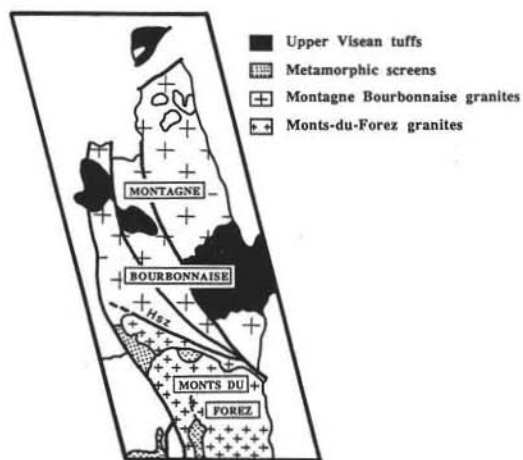 Upper Visean tuffs
Metamorphic screens
Montagne Bourbonnaise granites
Monts-du-Forez granites
MONTAGNE
BOURBONNAISE
Hsz
MONTS DU
FOREZ